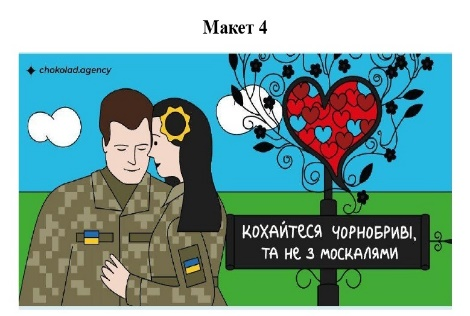 Макет 4
chokolad.agency
КОХАЙТЕСЯ ЧОРНОБРИВІ,
ТА НЕ З МОСКАЛЯМИ